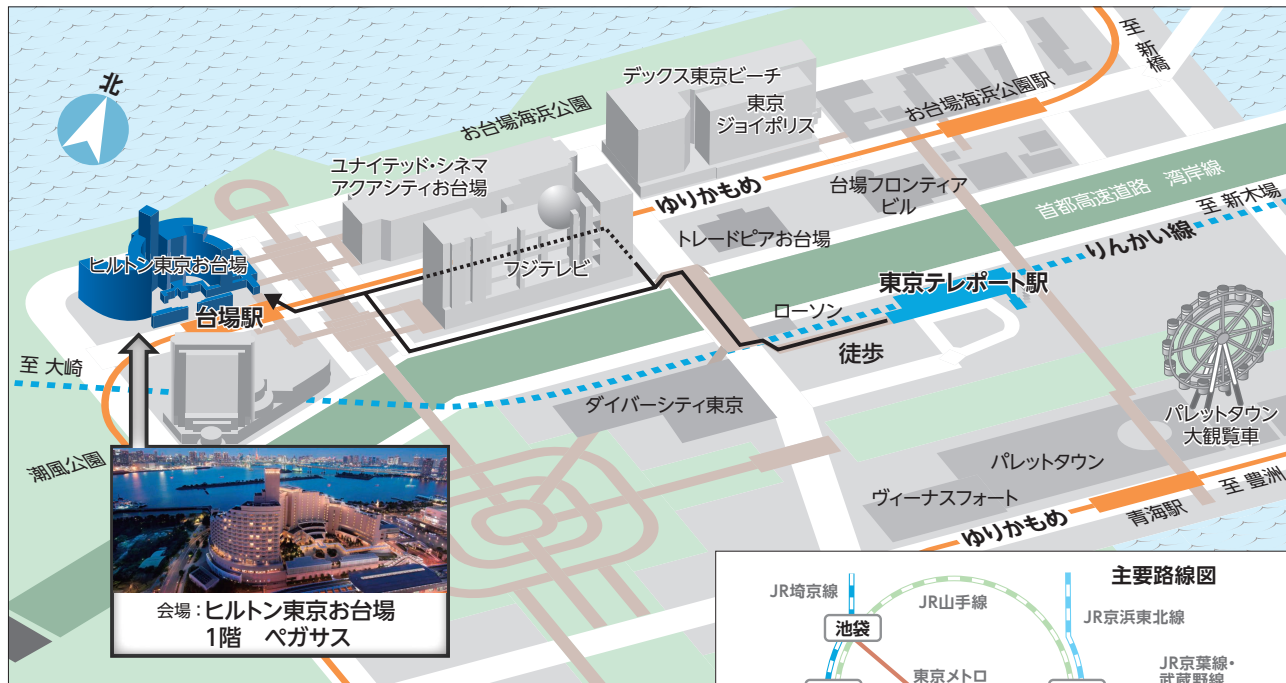 北
至 新橋
デックス東京ビーチ
東京
ジョイポリス
お台場海浜公園駅
お台場海浜公園
ユナイテッド・シネマ
アクアシティお台場
ゆりかもめ
台場フロンティア
ビル
首都高速道路 湾岸線
至 新木場
ヒルトン東京お台場
フジテレビ
トレードピアお台場
りんかい線
東京テレポート駅
台場駅
ローソン
徒歩
至 大崎
ダイバーシティ東京
パレットタウン
大観覧車
潮風公園
パレットタウン
ヴィーナスフォート
至 豊洲
青海駅
ゆりかもめ
会場:ヒルトン東京お台場
1階 ペガサス
主要路線図
JR埼京線
JR山手線
JR京浜東北線
池袋
東京メトロ
JR京葉線・
武蔵野線